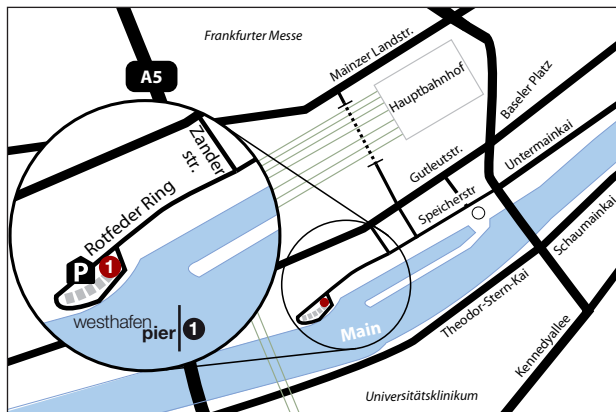 Frankfurter Messe
A5
Mainzer Landstr.
Hauptbahnhof
Baseler Platz
Zander
str.
Gutleutstr.
Untermainkai
Speicherstr
Rotfeder Ring
P
1
westhafen
pier 1
Main
Schaumainkai
Theodor-Stern-Kai
Kennedyallee
Universitätsklinikum